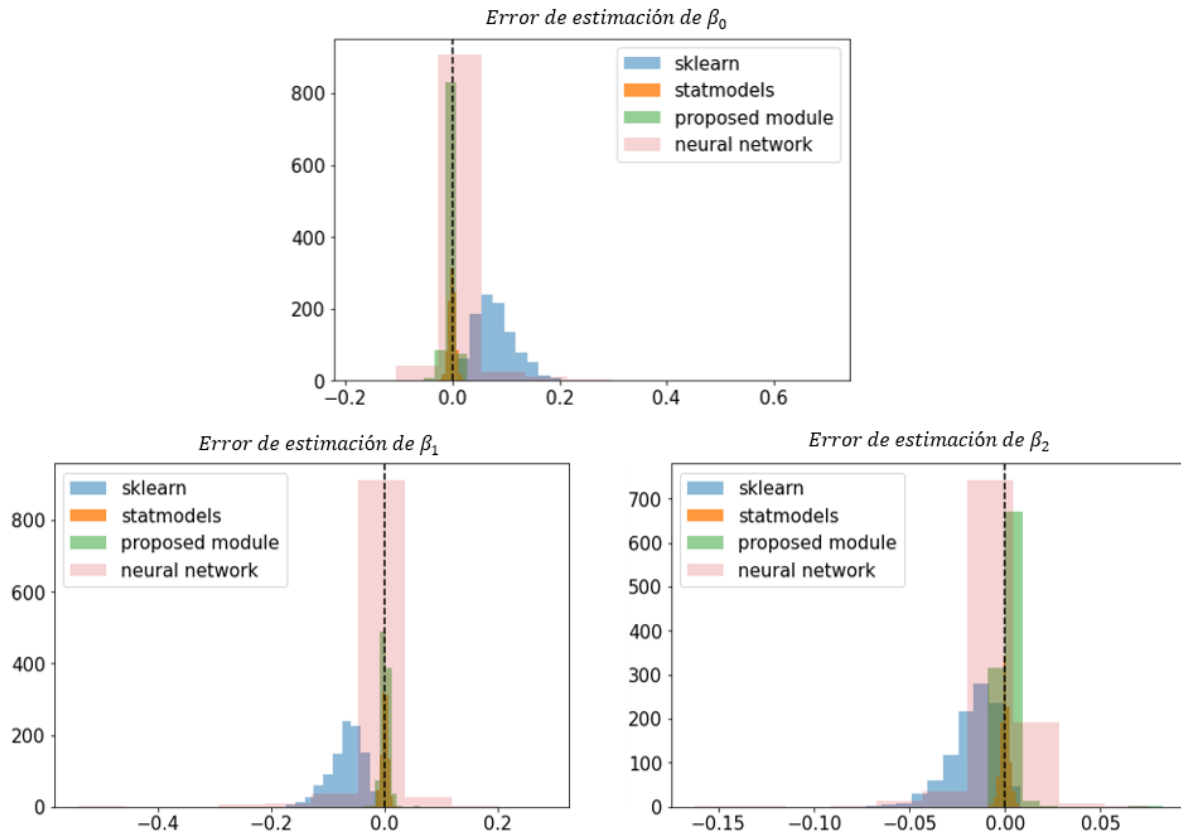 Error de estimación de β₀
sklearn
statmodels
proposed module
neural network
800
600
400
200
0
−0.2 0.0 0.2 0.4 0.6
Error de estimación de β₁
sklearn
statmodels
proposed module
neural network
800
600
400
200
0
−0.4 −0.2 0.0 0.2
Error de estimación de β₂
sklearn
statmodels
proposed module
neural network
700
600
500
400
300
200
100
0
−0.15 −0.10 −0.05 0.00 0.05